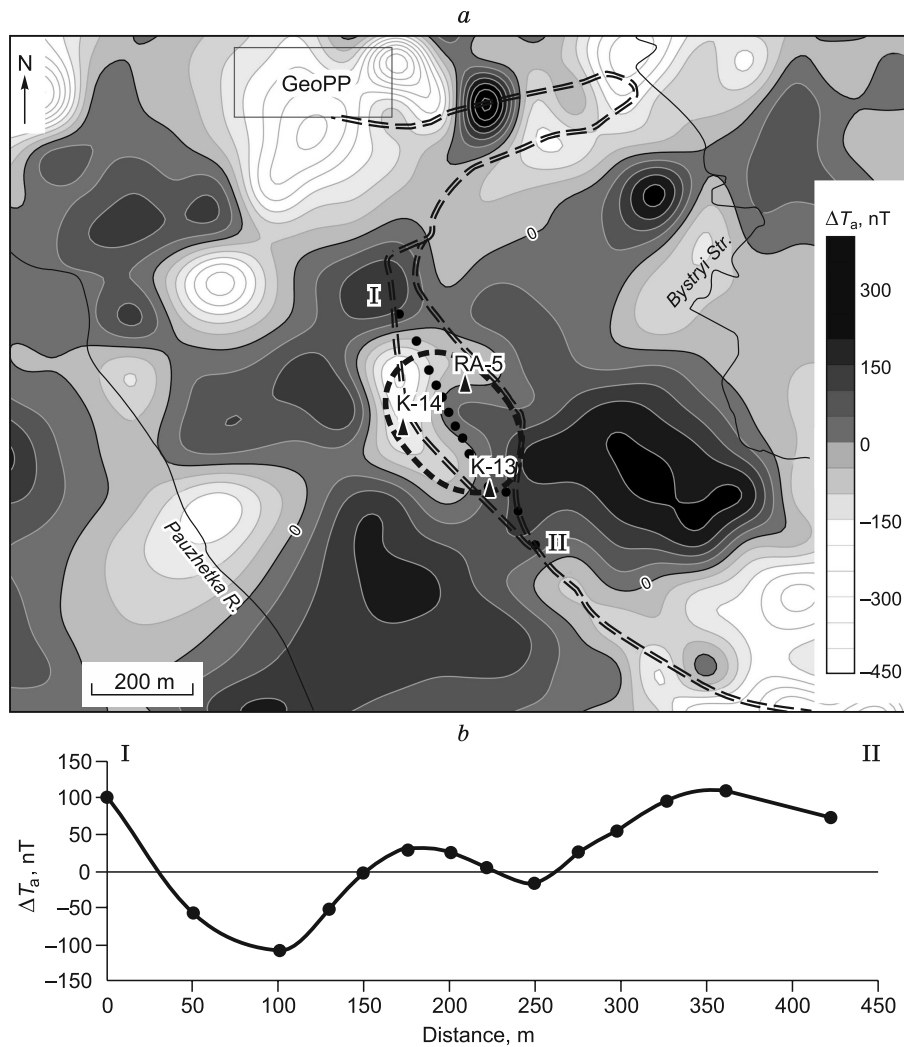 a
N
GeoPP
ΔTa, nT
300
150
0
–150
–300
–450
0
Bystryi Str.
I
RA-5
K-14
K-13
II
0
0
Pauzhetka R.
200 m
b
I
II
150
100
50
0
–50
–100
–150
ΔTa, nT
0
50
100
150
200
250
300
350
400
450
Distance, m